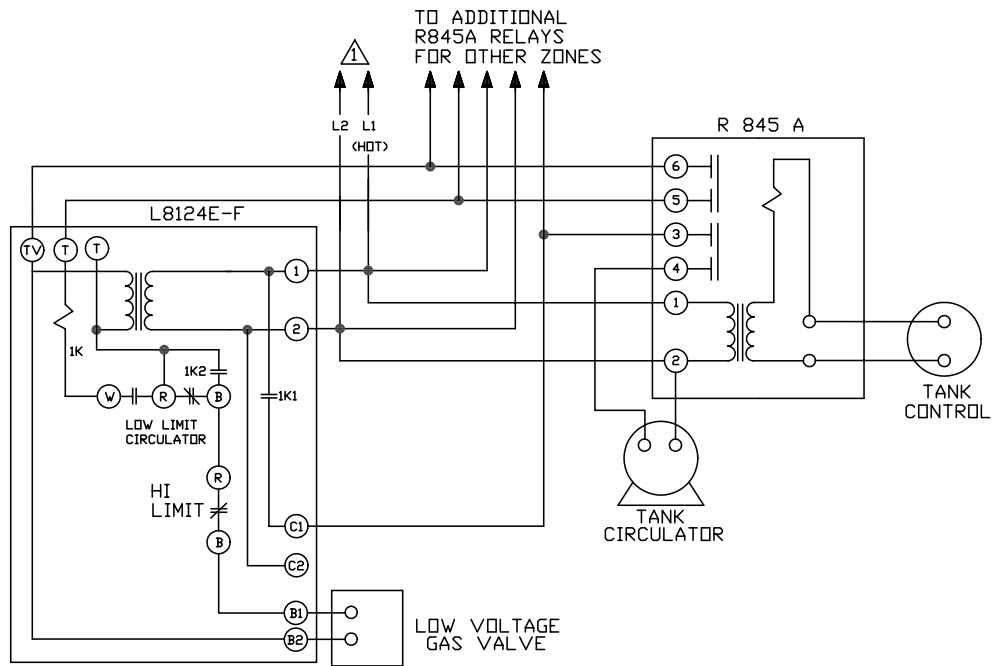 TO ADDITIONAL
R845A RELAYS
FOR OTHER ZONES
1
L2 L1
(HOT)
R 845 A
6
5
3
4
1
2
TANK
CONTROL
TANK
CIRCULATOR
L8124E-F
TV T T
1
2
1K
1K2
1K1
W R B
LOW LIMIT
CIRCULATOR
R
HI
LIMIT
B
C1
C2
B1
B2
LOW VOLTAGE
GAS VALVE